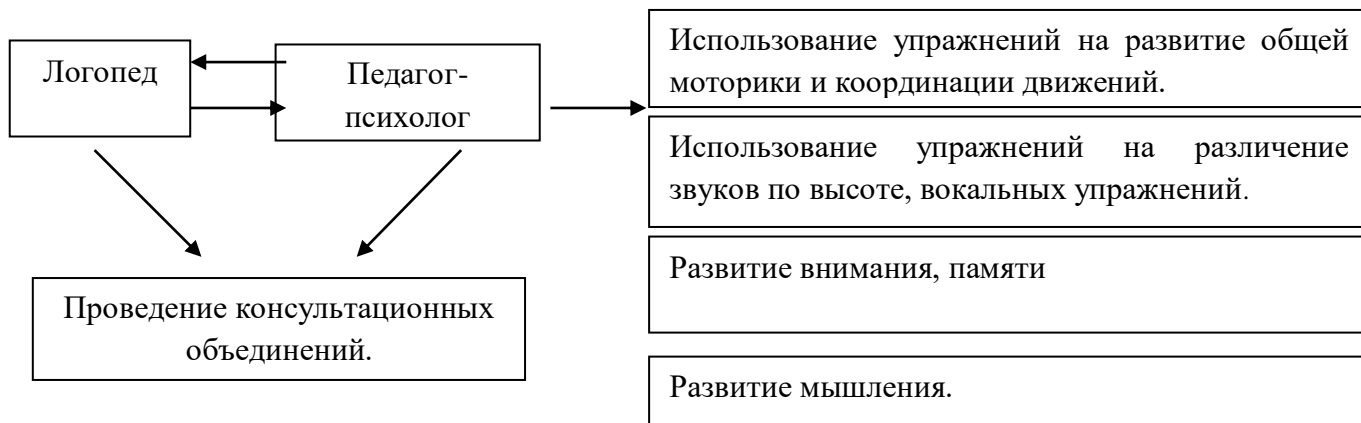 Логопед
Педагог-
психолог
Проведение консультационных
объединений.
Использование упражнений на развитие общей
моторики и координации движений.
Использование упражнений на различение
звуков по высоте, вокальных упражнений.
Развитие внимания, памяти
Развитие мышления.